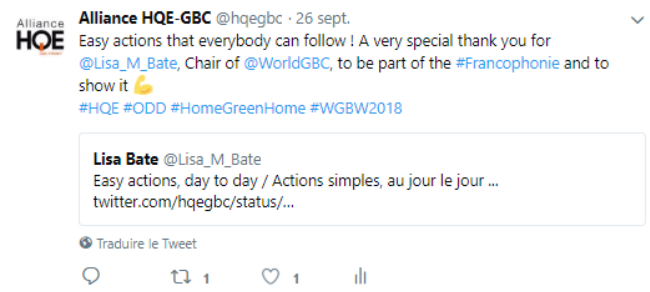 Alliance
HQE
Alliance HQE-GBC @hqegbc · 26 sept.
Easy actions that everybody can follow ! A very special thank you for
@Lisa_M_Bate, Chair of @WorldGBC, to be part of the #Francophonie and to
show it 💪
#HQE #ODD #HomeGreenHome #WGBW2018
Lisa Bate @Lisa_M_Bate
Easy actions, day to day / Actions simples, au jour le jour ...
twitter.com/hqegbc/status/...
Traduire le Tweet
1 1